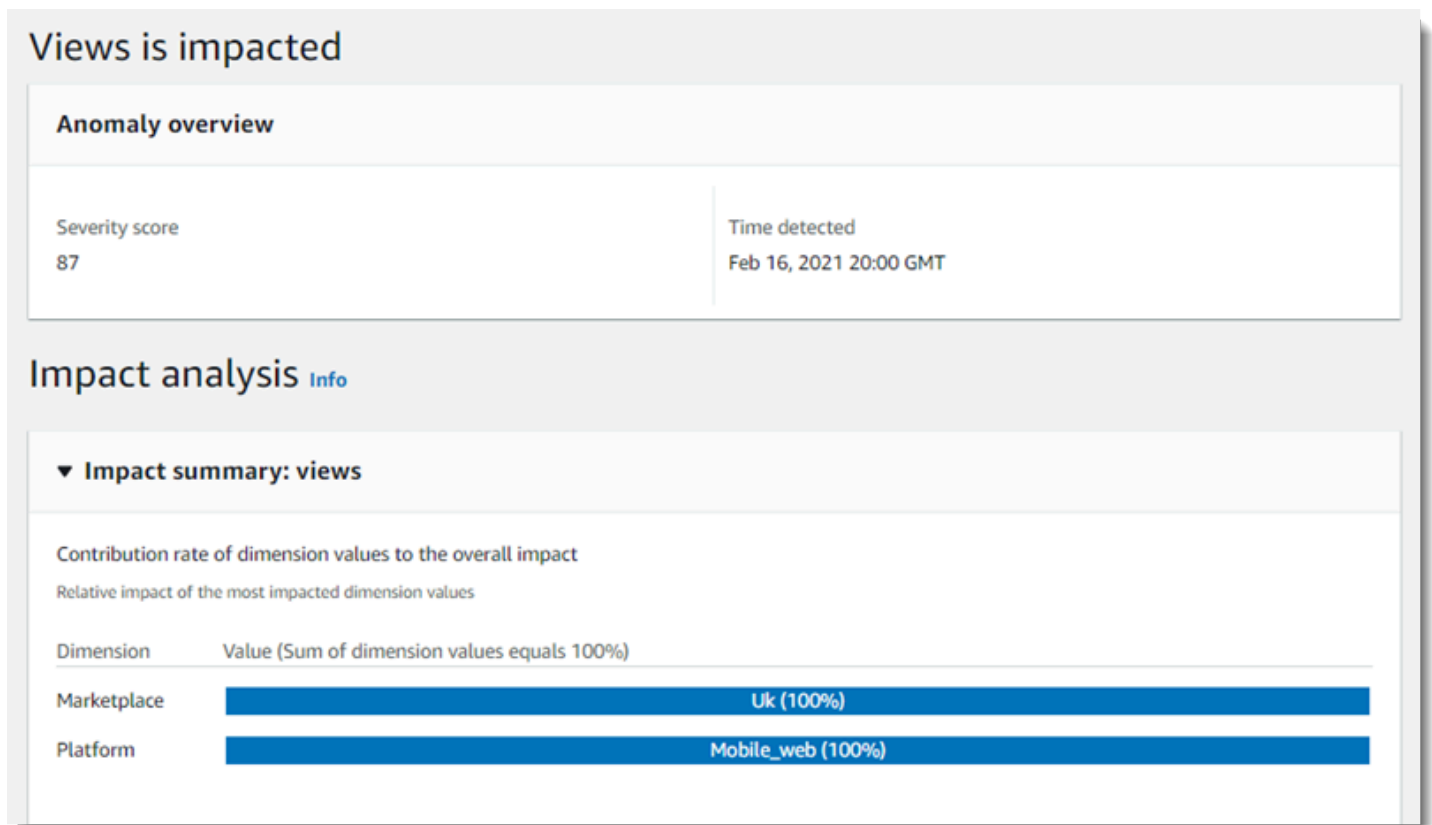 Views is impacted
Anomaly overview
Severity score
87
Time detected
Feb 16, 2021 20:00 GMT
Impact analysis Info
Impact summary: views
Contribution rate of dimension values to the overall impact
Relative impact of the most impacted dimension values
Dimension Value (Sum of dimension values equals 100%)
Marketplace Uk (100%)
Platform Mobile_web (100%)